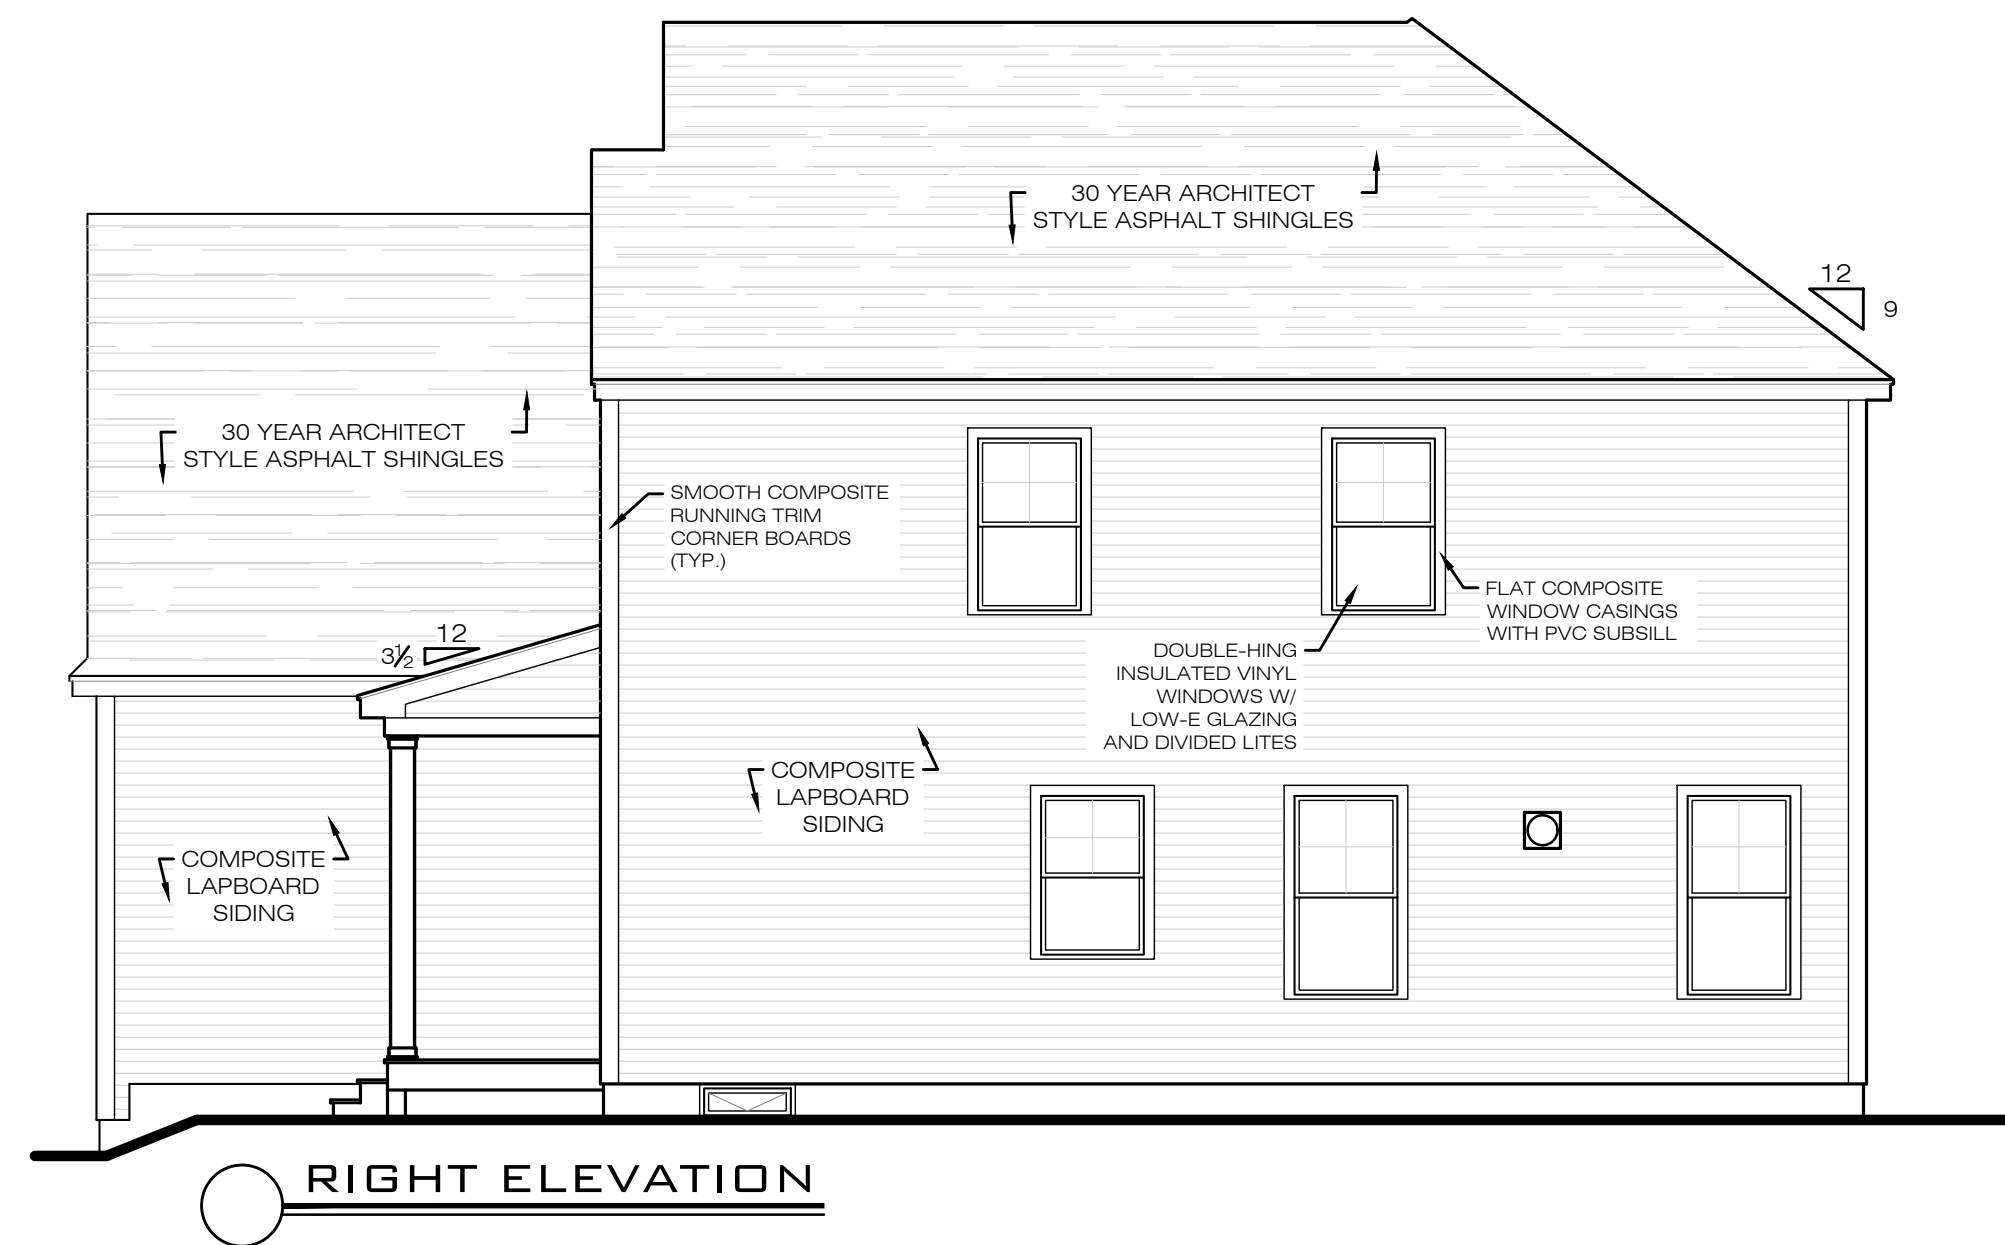 30 YEAR ARCHITECT
STYLE ASPHALT SHINGLES
12
9
30 YEAR ARCHITECT
STYLE ASPHALT SHINGLES
SMOOTH COMPOSITE
RUNNING TRIM
CORNER BOARDS
(TYP.)
FLAT COMPOSITE
WINDOW CASINGS
WITH PVC SUBSILL
12
3½
DOUBLE-HING
INSULATED VINYL
WINDOWS W/
LOW-E GLAZING
AND DIVIDED LITES
COMPOSITE
LAPBOARD
SIDING
COMPOSITE
LAPBOARD
SIDING
RIGHT ELEVATION